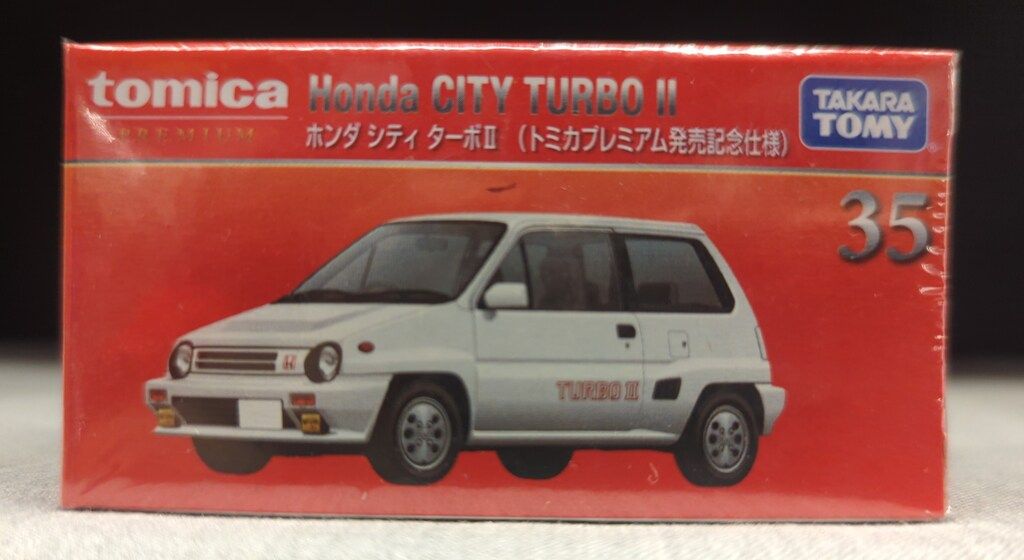 tomica
PREMIUM
Honda CITY TURBO II
ホンダ シティ ターボⅡ （トミカプレミアム発売記念仕様）
TAKARA
TOMY
35
TURBO II